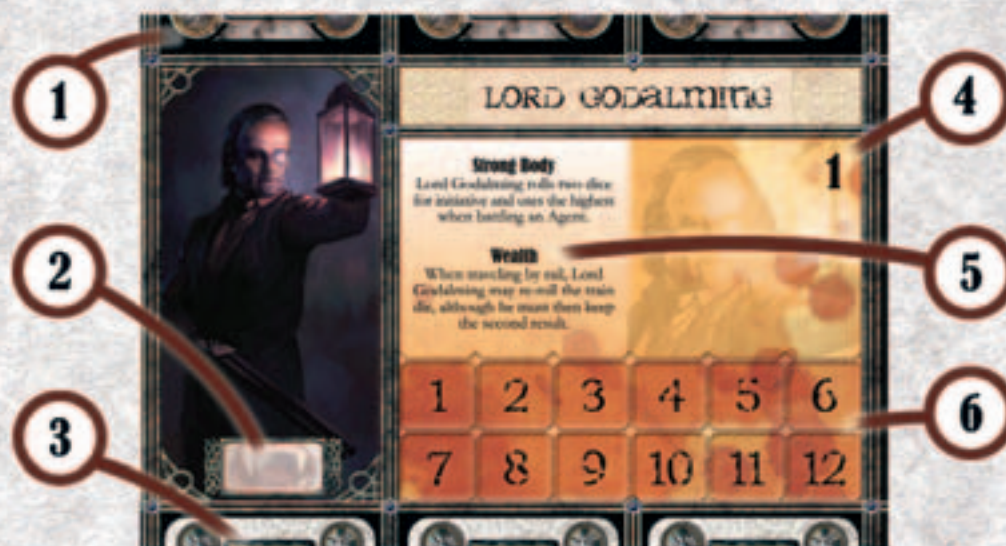 1
LORD GODALMING
4
1
Strong Body
Lord Godalming rolls two dice
for initiative and uses the highest
when battling an Agent.
2
5
Wealth
When traveling by rail, Lord
Godalming may re-roll the train
die, although he must then keep
the second result.
1 2 3 4 5 6
6
3
7 8 9 10 11 12